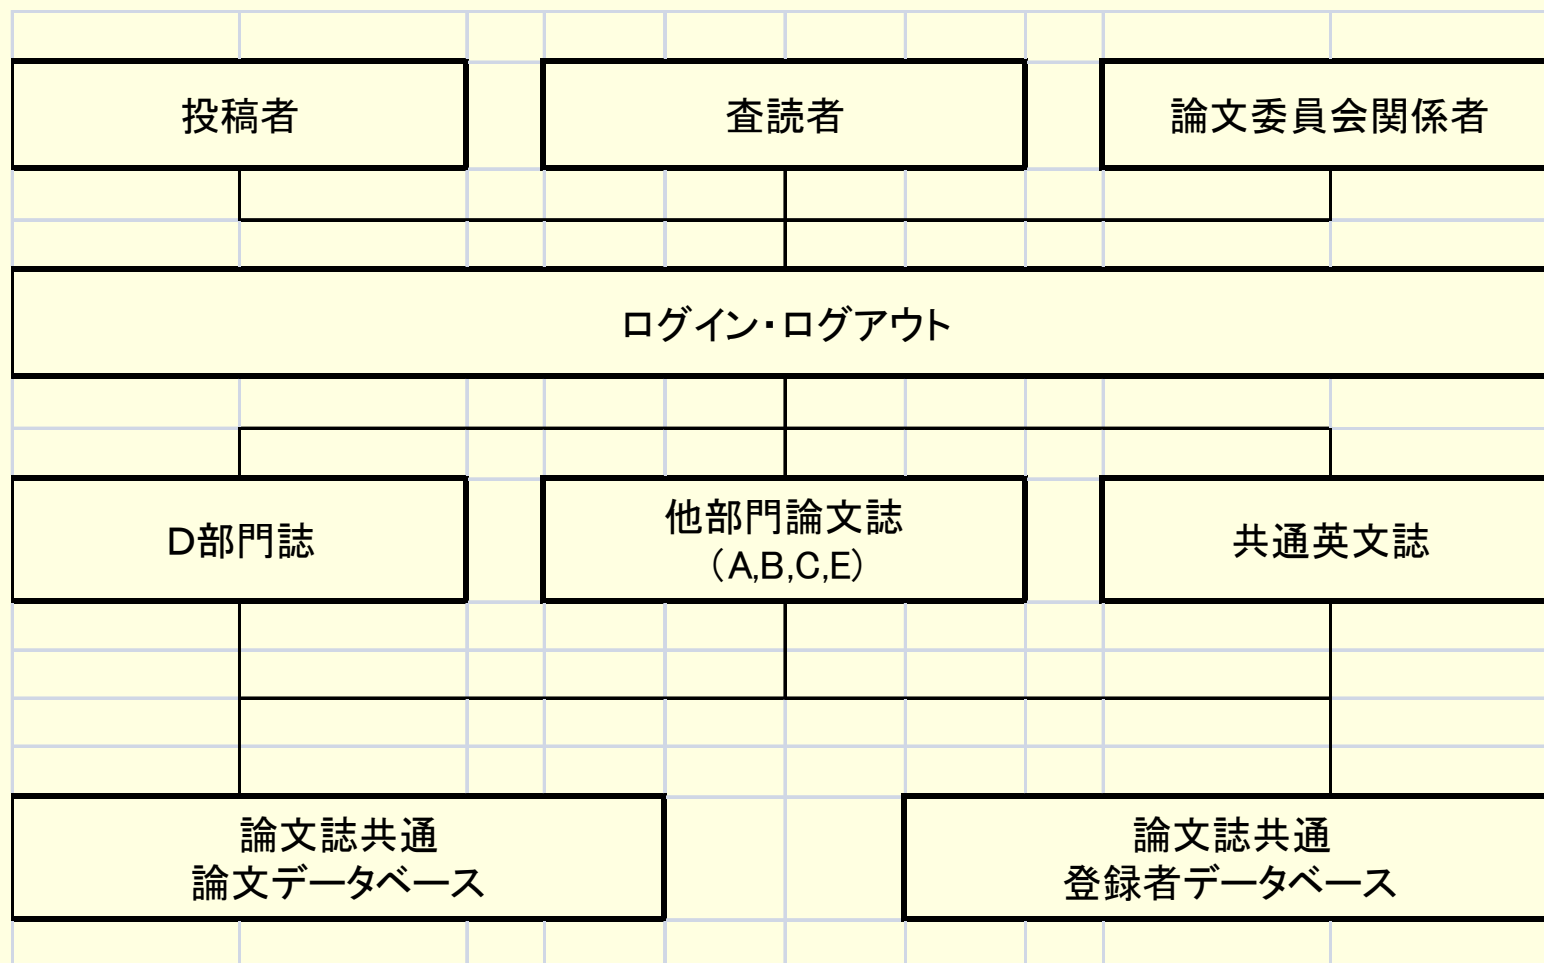 投稿者
査読者
論文委員会関係者
ログイン・ログアウト
D部門誌
他部門論文誌
（A,B,C,E）
共通英文誌
論文誌共通
論文データベース
論文誌共通
登録者データベース